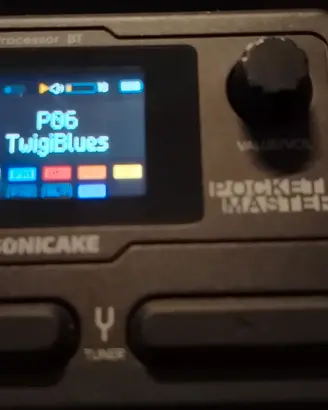 Processor BT
10
P06
TwigiBlues
VALUE/VOL
POCKET
MASTER
SONICAKE
TUNER